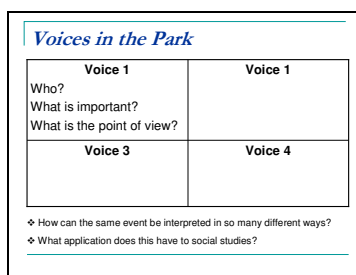 Voices in the Park
Voice 1
Who?
What is important?
What is the point of view?
Voice 1
Voice 3
Voice 4
❖ How can the same event be interpreted in so many different ways?
❖ What application does this have to social studies?